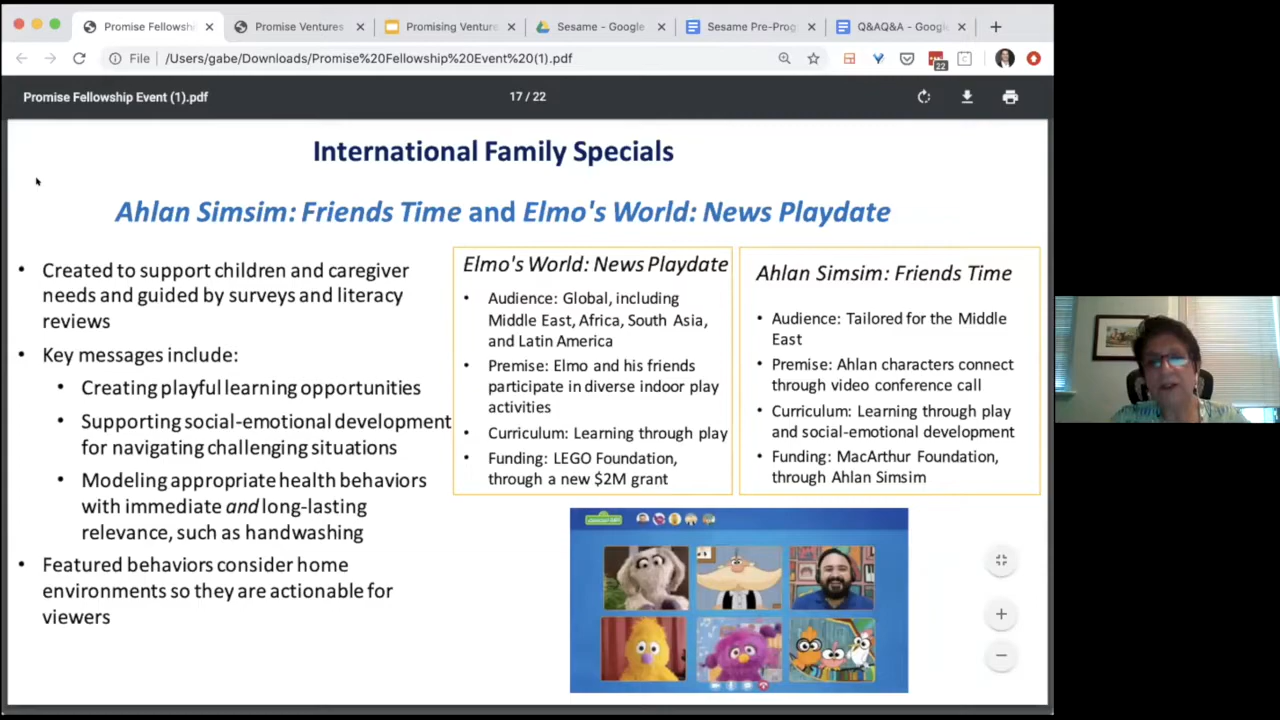 Promise Fellowship
Promise Ventures
Promising Venture
Sesame - Google
Sesame Pre-Prog
Q&AQ&A - Google
File
/Users/gabe/Downloads/Promise%20Fellowship%20Event%20(1).pdf
22
Promise Fellowship Event (1).pdf
17 / 22
International Family Specials
Ahlan Simsim: Friends Time and Elmo's World: News Playdate
• Created to support children and caregiver
needs and guided by surveys and literacy
reviews
• Key messages include:
• Creating playful learning opportunities
• Supporting social-emotional development
for navigating challenging situations
• Modeling appropriate health behaviors
with immediate and long-lasting
relevance, such as handwashing
• Featured behaviors consider home
environments so they are actionable for
viewers
Elmo's World: News Playdate
• Audience: Global, including
Middle East, Africa, South Asia,
and Latin America
• Premise: Elmo and his friends
participate in diverse indoor play
activities
• Curriculum: Learning through play
• Funding: LEGO Foundation,
through a new $2M grant
Ahlan Simsim: Friends Time
• Audience: Tailored for the Middle
East
• Premise: Ahlan characters connect
through video conference call
• Curriculum: Learning through play
and social-emotional development
• Funding: MacArthur Foundation,
through Ahlan Simsim